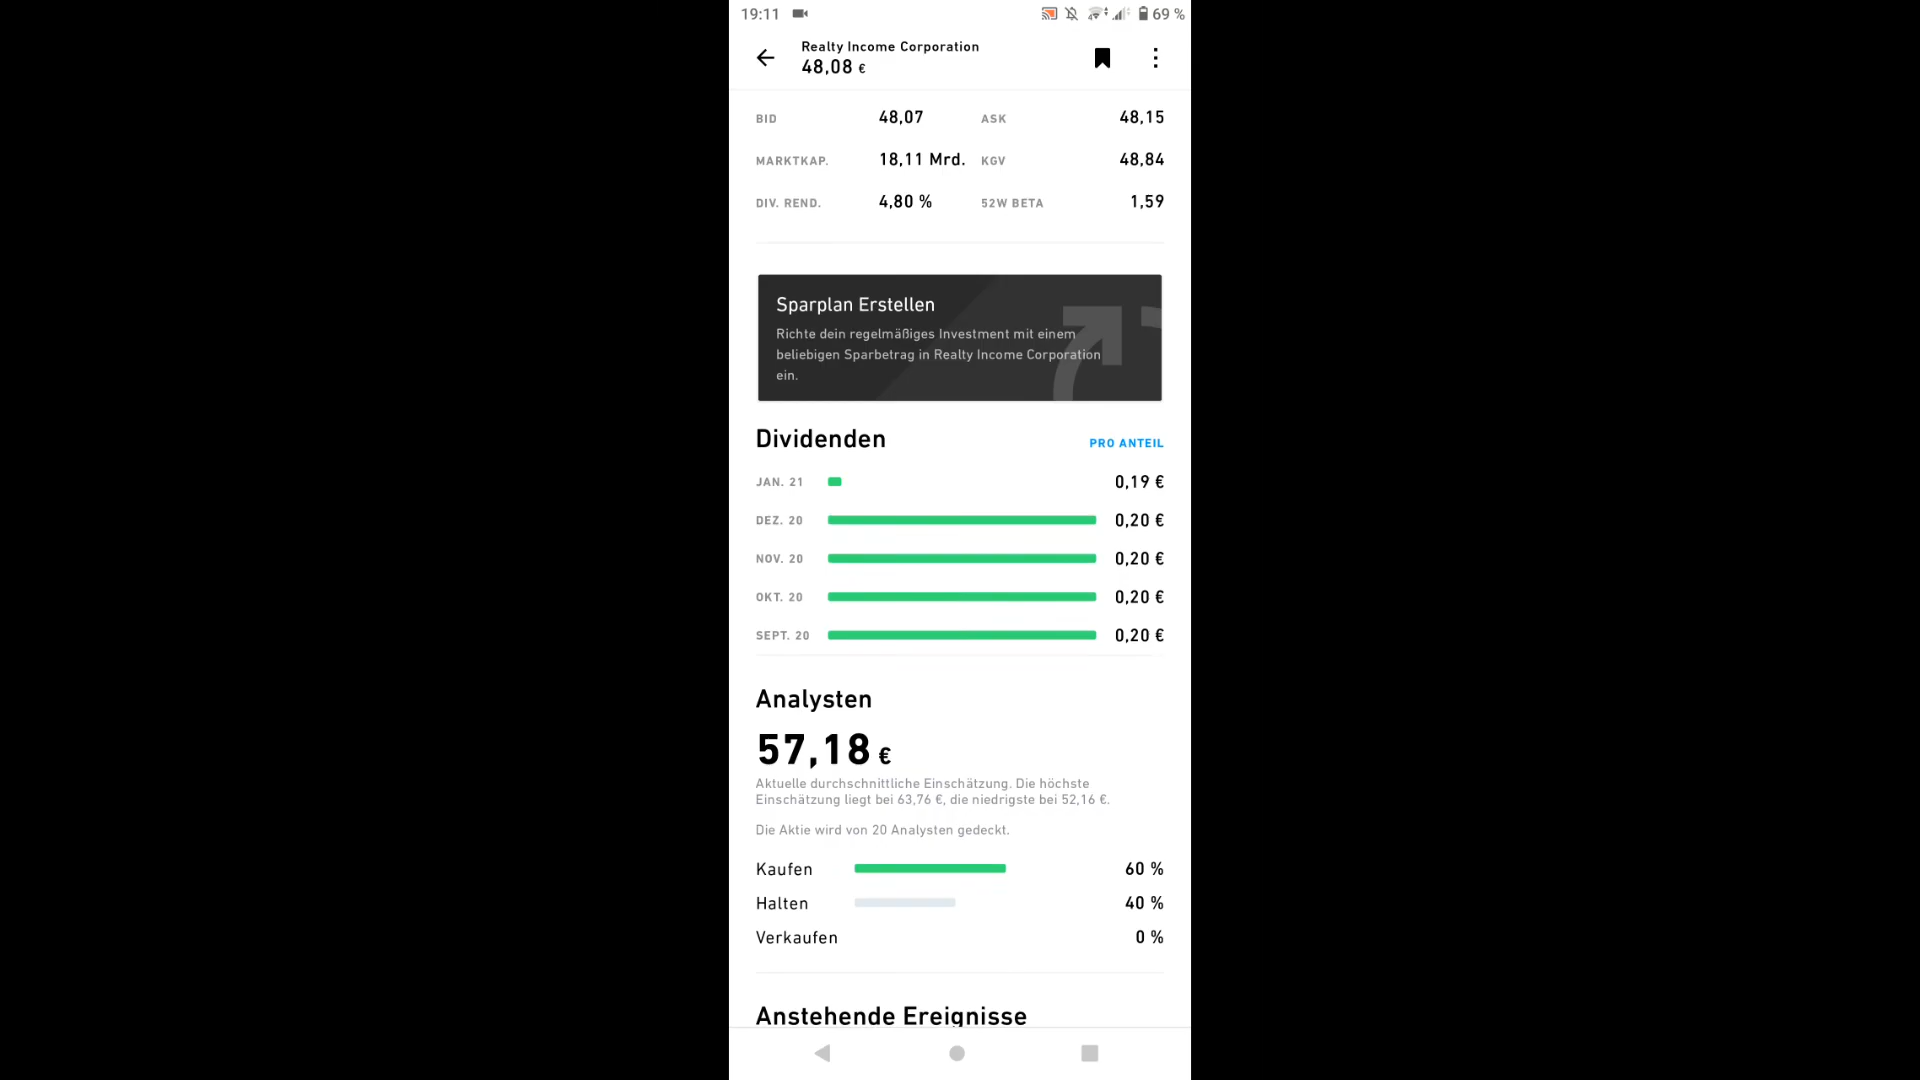 19:11 69 %
Realty Income Corporation
48,08 €
BID 48,07 ASK 48,15
MARKTKAP. 18,11 Mrd. KGV 48,84
DIV. REND. 4,80 % 52W BETA 1,59
Sparplan Erstellen
Richte dein regelmäßiges Investment mit einem
beliebigen Sparbetrag in Realty Income Corporation
ein.
Dividenden PRO ANTEIL
JAN. 21 0,19 €
DEZ. 20 0,20 €
NOV. 20 0,20 €
OKT. 20 0,20 €
SEPT. 20 0,20 €
Analysten
57,18 €
Aktuelle durchschnittliche Einschätzung. Die höchste
Einschätzung liegt bei 63,76 €, die niedrigste bei 52,16 €.
Die Aktie wird von 20 Analysten gedeckt.
Kaufen 60 %
Halten 40 %
Verkaufen 0 %
Anstehende Ereignisse